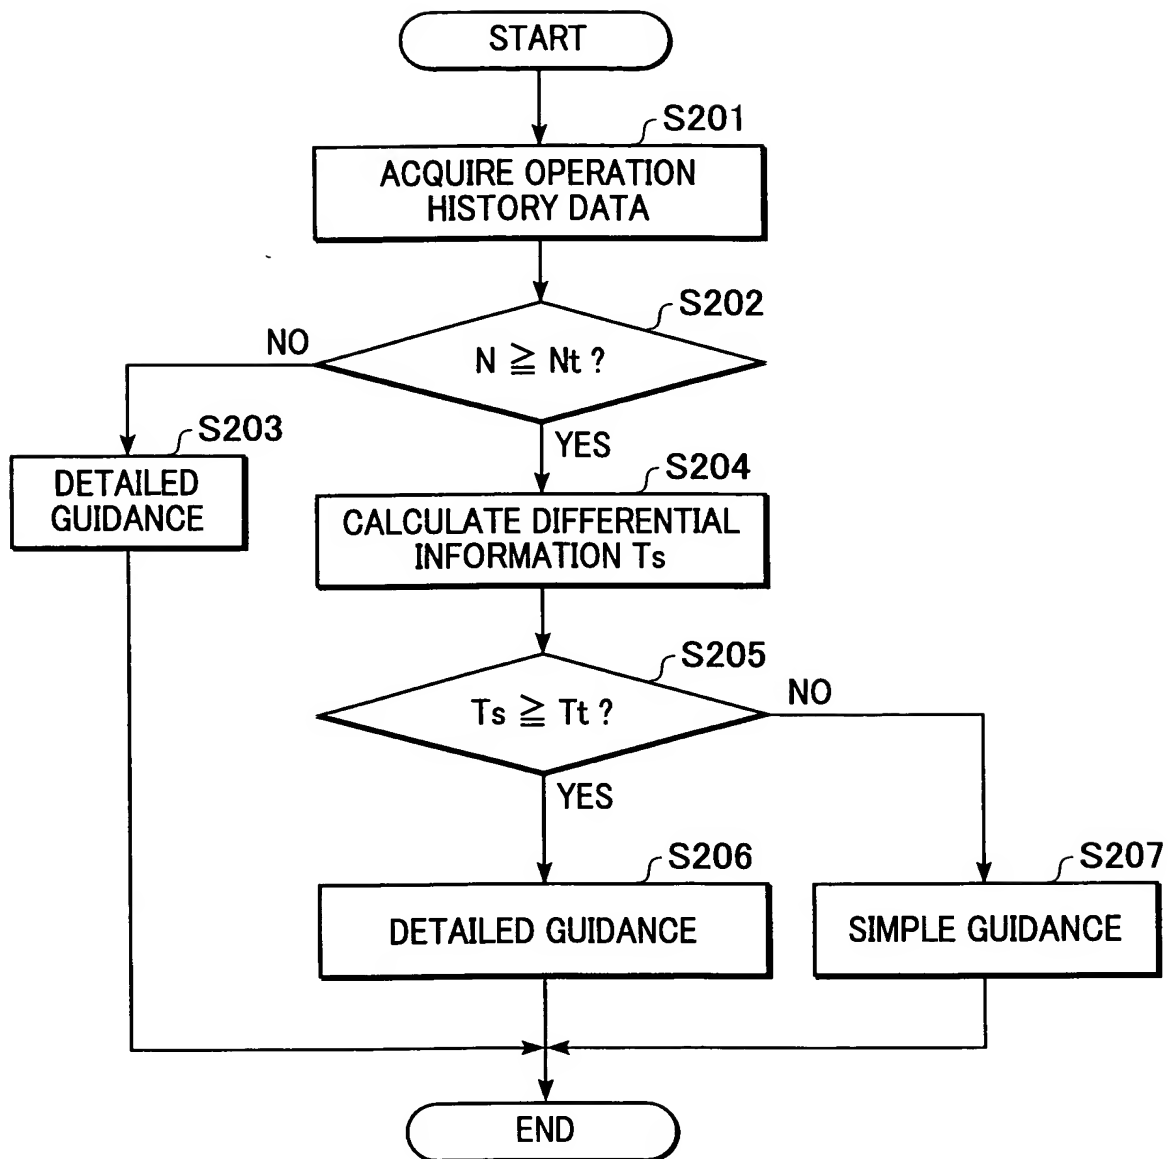 START
S201
ACQUIRE OPERATION
HISTORY DATA
S202
N ≧ Nt ?
NO
YES
S203
DETAILED
GUIDANCE
S204
CALCULATE DIFFERENTIAL
INFORMATION Ts
S205
Ts ≧ Tt ?
NO
YES
S206
DETAILED GUIDANCE
S207
SIMPLE GUIDANCE
END